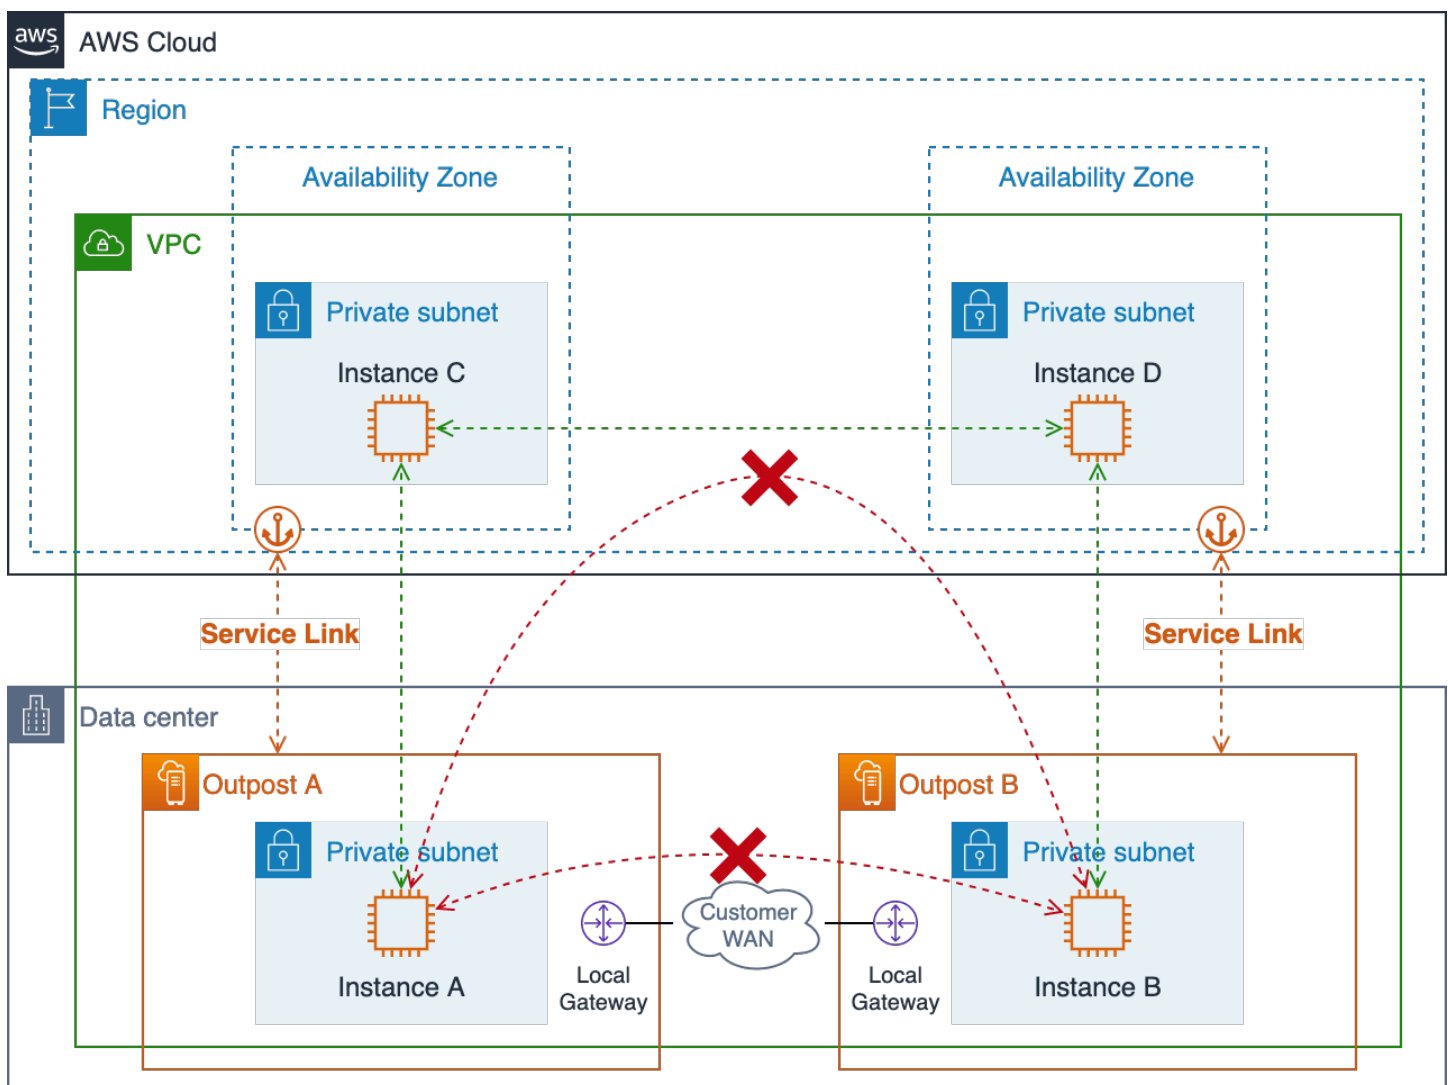 aws
AWS Cloud
Region
Availability Zone
Availability Zone
VPC
Private subnet
Private subnet
Instance C
Instance D
Service Link
Service Link
Data center
Outpost A
Outpost B
Private subnet
Private subnet
Customer
WAN
Local
Gateway
Local
Gateway
Instance A
Instance B